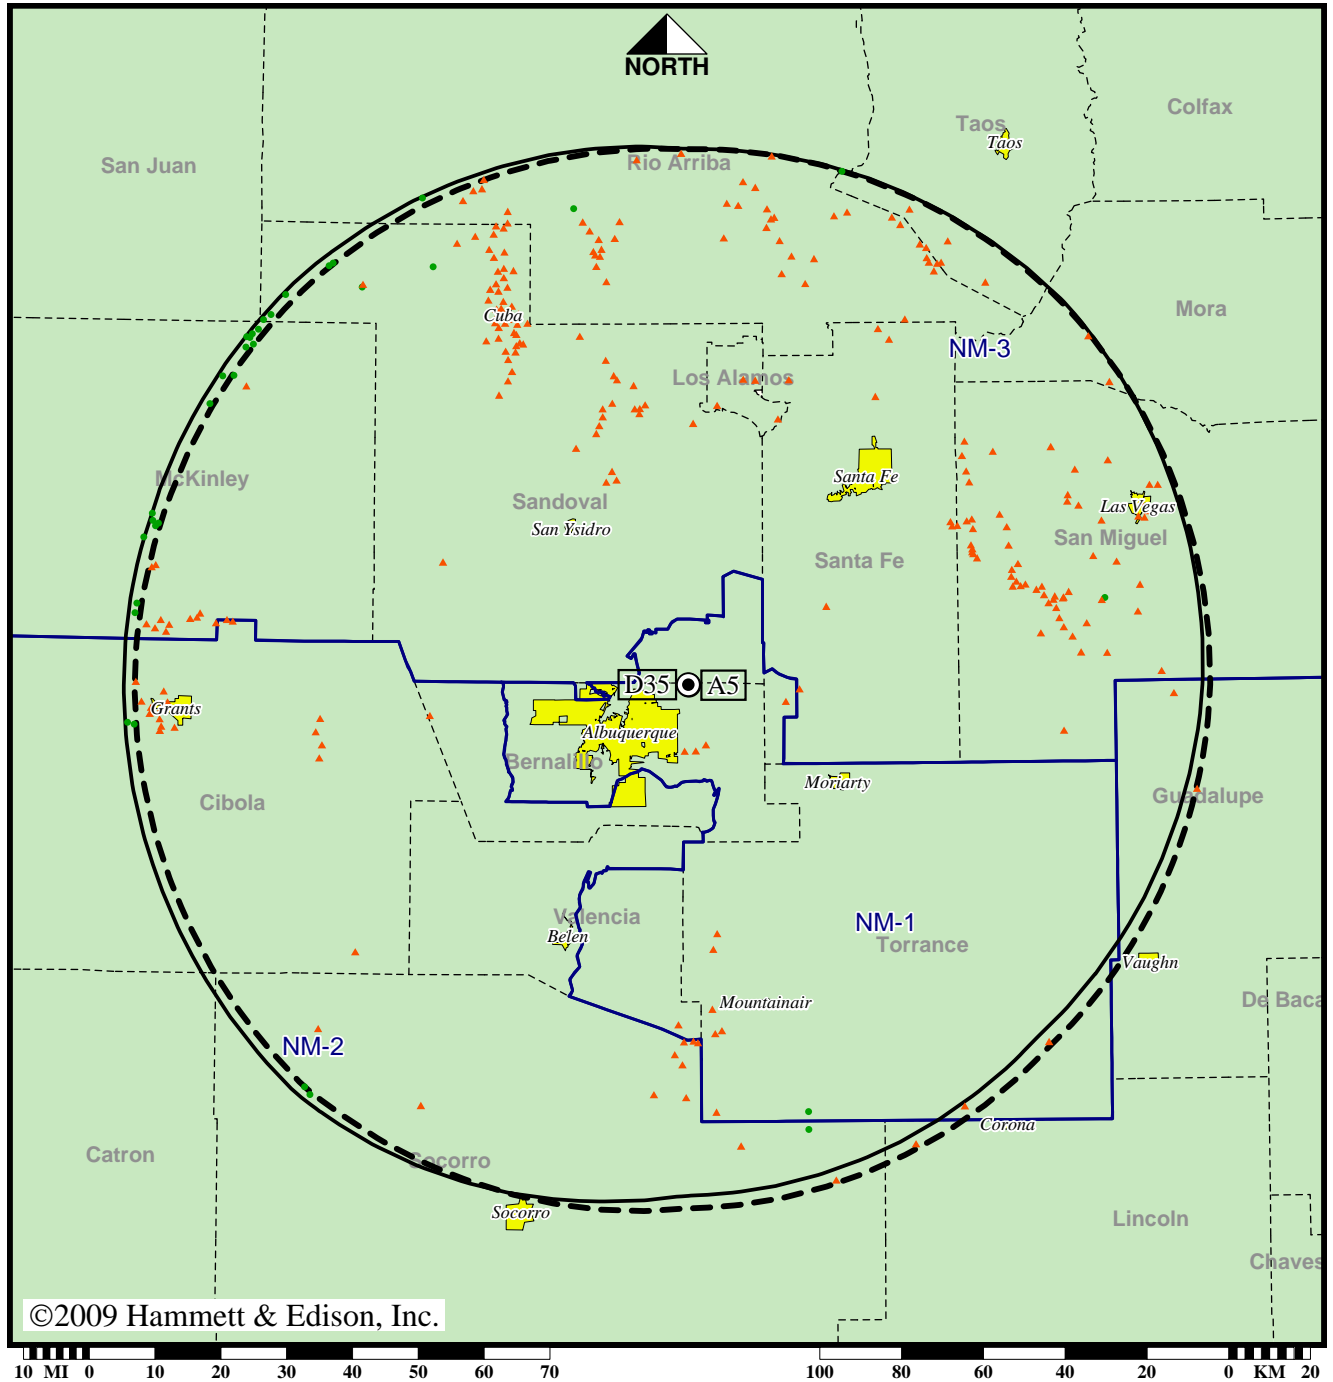 NORTH
Colfax
Taos
Taos
San Juan
Rio Arriba
Mora
Cuba
NM-3
Los Alamos
McKinley
Santa Fe
Sandoval
Las Vegas
San Ysidro
San Miguel
Santa Fe
D35
A5
Grants
Albuquerque
Bernalillo
Moriarty
Cibola
Guadalupe
Valencia
NM-1
Belen
Torrance
Vaughn
Mountainair
De Baca
NM-2
Corona
Catron
Socorro
Socorro
Lincoln
Chaves
©2009 Hammett & Edison, Inc.
10 MI 0 10 20 30 40 50 60 70 100 80 60 40 20 0 KM 20